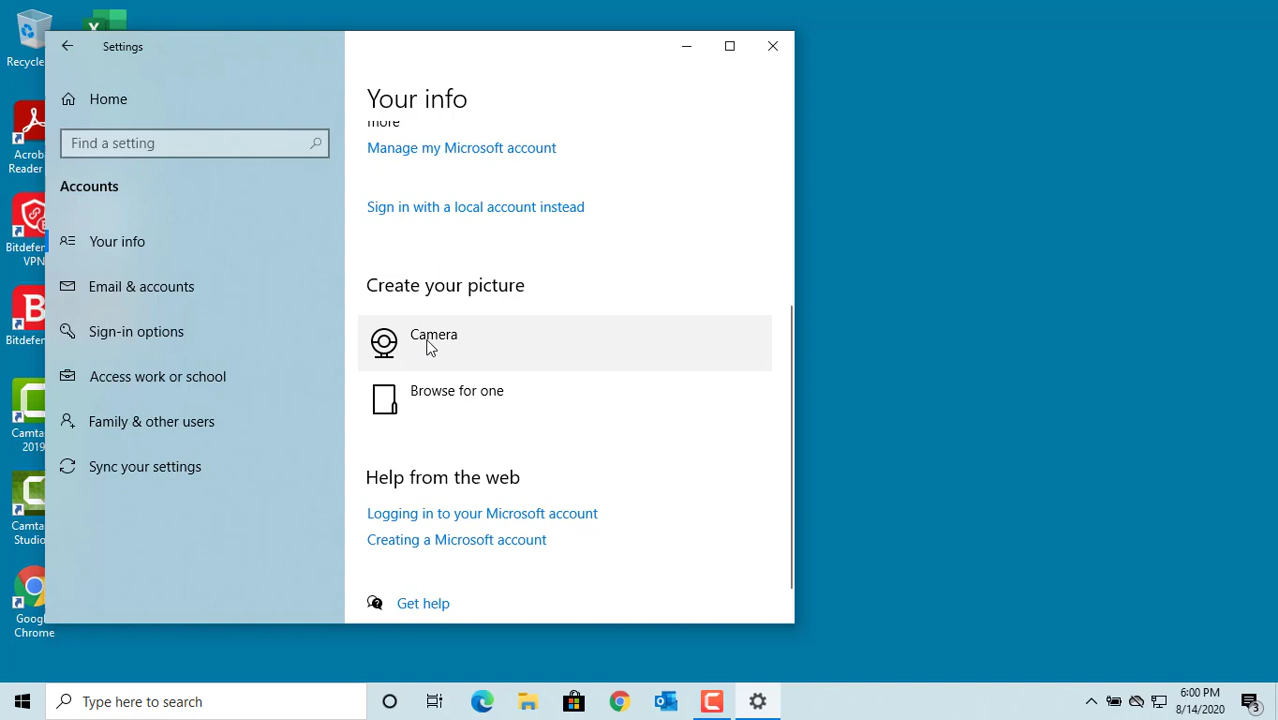 Recycle
Acrob
Reader
Bitdefen
VPN
Bitdefen
Camta
2019
Camta
Studio
Goog
Chrome
Settings
Home
Find a setting
Accounts
Your info
Email & accounts
Sign-in options
Access work or school
Family & other users
Sync your settings
Your info
more
Manage my Microsoft account
Sign in with a local account instead
Create your picture
Camera
Browse for one
Help from the web
Logging in to your Microsoft account
Creating a Microsoft account
Get help
Type here to search
6:00 PM
8/14/2020
3